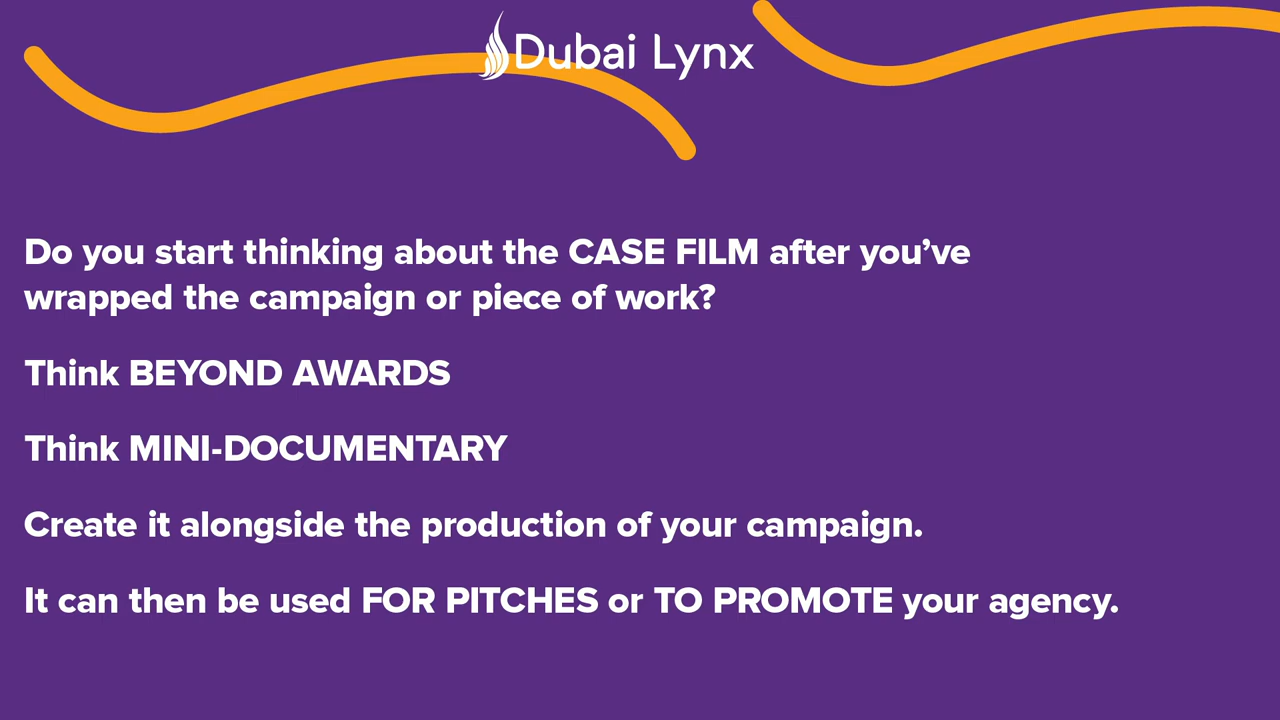 Dubai Lynx
Do you start thinking about the CASE FILM after you’ve
wrapped the campaign or piece of work?
Think BEYOND AWARDS
Think MINI-DOCUMENTARY
Create it alongside the production of your campaign.
It can then be used FOR PITCHES or TO PROMOTE your agency.